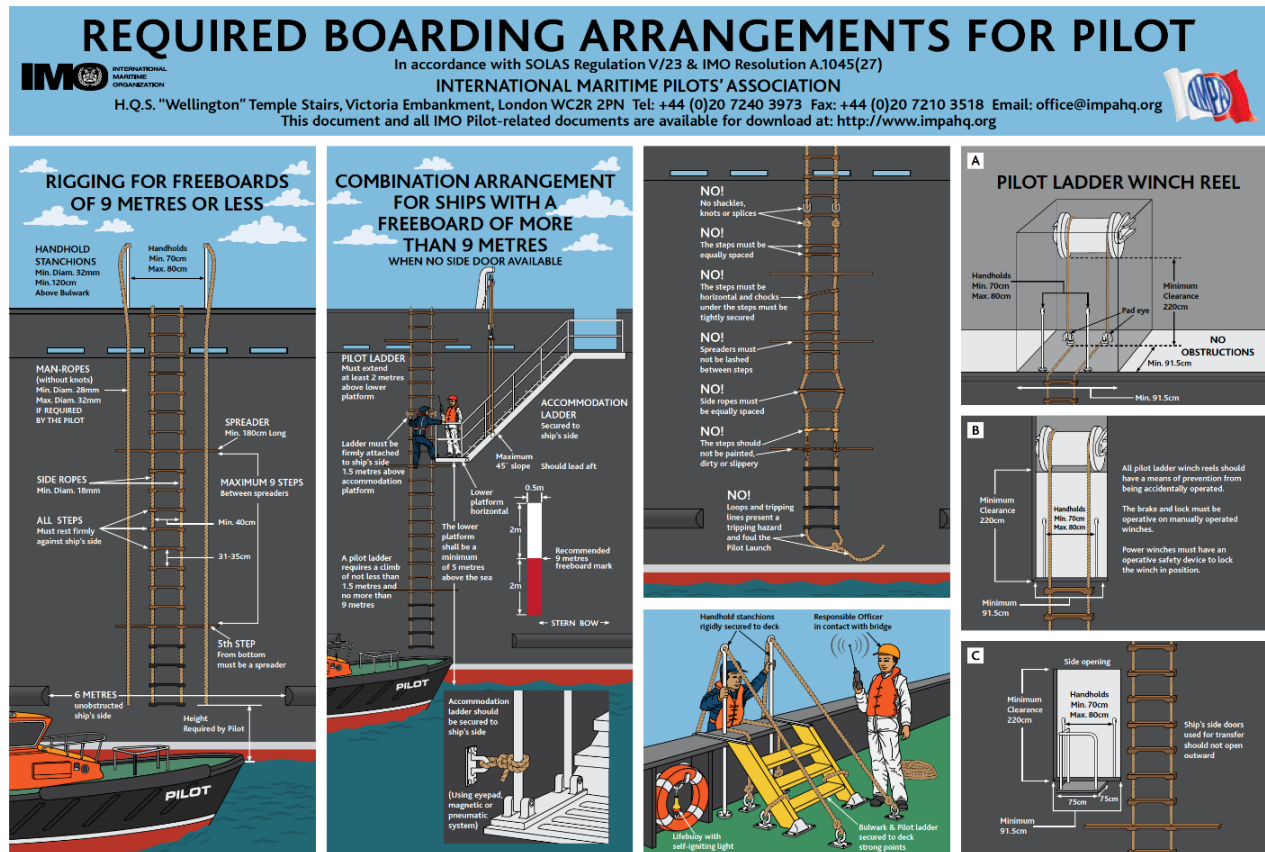 REQUIRED BOARDING ARRANGEMENTS FOR PILOT
In accordance with SOLAS Regulation V/23 & IMO Resolution A.1045(27)
IMO
INTERNATIONAL
MARITIME
ORGANIZATION
INTERNATIONAL MARITIME PILOTS' ASSOCIATION
H.Q.S. "Wellington" Temple Stairs, Victoria Embankment, London WC2R 2PN Tel: +44 (0)20 7240 3973 Fax: +44 (0)20 7210 3518 Email: office@impahq.org
This document and all IMO Pilot-related documents are available for download at: http://www.impahq.org
IMPA
RIGGING FOR FREEBOARDS
OF 9 METRES OR LESS
HANDHOLD
STANCHIONS
Min. Diam. 32mm
Min.120cm
Above Bulwark
Handholds
Min. 70cm
Max. 80cm
MAN-ROPES
(without knots)
Min. Diam. 28mm
Max. Diam. 32mm
IF REQUIRED
BY THE PILOT
SPREADER
Min. 180cm Long
SIDE ROPES
Min. Diam. 18mm
MAXIMUM 9 STEPS
Between spreaders
ALL STEPS
Must rest firmly
against ship's side
Min. 40cm
31-35cm
5th STEP
From bottom
must be a spreader
6 METRES
unobstructed
ship's side
Height
Required by Pilot
PILOT
COMBINATION ARRANGEMENT
FOR SHIPS WITH A
FREEBOARD OF MORE
THAN 9 METRES
WHEN NO SIDE DOOR AVAILABLE
PILOT LADDER
Must extend
at least 2 metres
above lower
platform
ACCOMMODATION
LADDER
Secured to
ship's side
Ladder must be
firmly attached
to ship's side
1.5 metres above
accommodation
platform
Maximum
45° slope
Should lead aft
Lower
platform
horizontal
0.5m
2m
2m
The lower
platform
shall be a
minimum
of 5 metres
above the sea
Recommended
9 metres
freeboard mark
A pilot ladder
requires a climb
of not less than
1.5 metres and
no more than
9 metres
STERN BOW
PILOT
Accommodation
ladder should
be secured to
ship's side
(Using eyepad,
magnetic or
pneumatic
system)
NO!
No shackles,
knots or splices
NO!
The steps must be
equally spaced
NO!
The steps must be
horizontal and chocks
under the steps must be
tightly secured
NO!
Spreaders must
not be lashed
between steps
NO!
Side ropes must
be equally spaced
NO!
The steps should
not be painted,
dirty or slippery
NO!
Loops and tripping
lines present a
tripping hazard
and foul the
Pilot Launch
Handhold stanchions
rigidly secured to deck
Responsible Officer
in contact with bridge
Lifebuoy with
self-igniting light
Bulwark & Pilot ladder
secured to deck
strong points
A
PILOT LADDER WINCH REEL
Handholds
Min. 70cm
Max. 80cm
Minimum
Clearance
220cm
Pad eye
NO
OBSTRUCTIONS
Min. 91.5cm
Min. 91.5cm
B
Minimum
Clearance
220cm
Handholds
Min. 70cm
Max. 80cm
Minimum
91.5cm
All pilot ladder winch reels should
have a means of prevention from
being accidentally operated.
The brake and lock must be
operative on manually operated
winches.
Power winches must have an
operative safety device to lock
the winch in position.
C
Side opening
Minimum
Clearance
220cm
Handholds
Min. 70cm
Max. 80cm
Ship's side doors
used for transfer
should not open
outward
75cm
75cm
Minimum
91.5cm